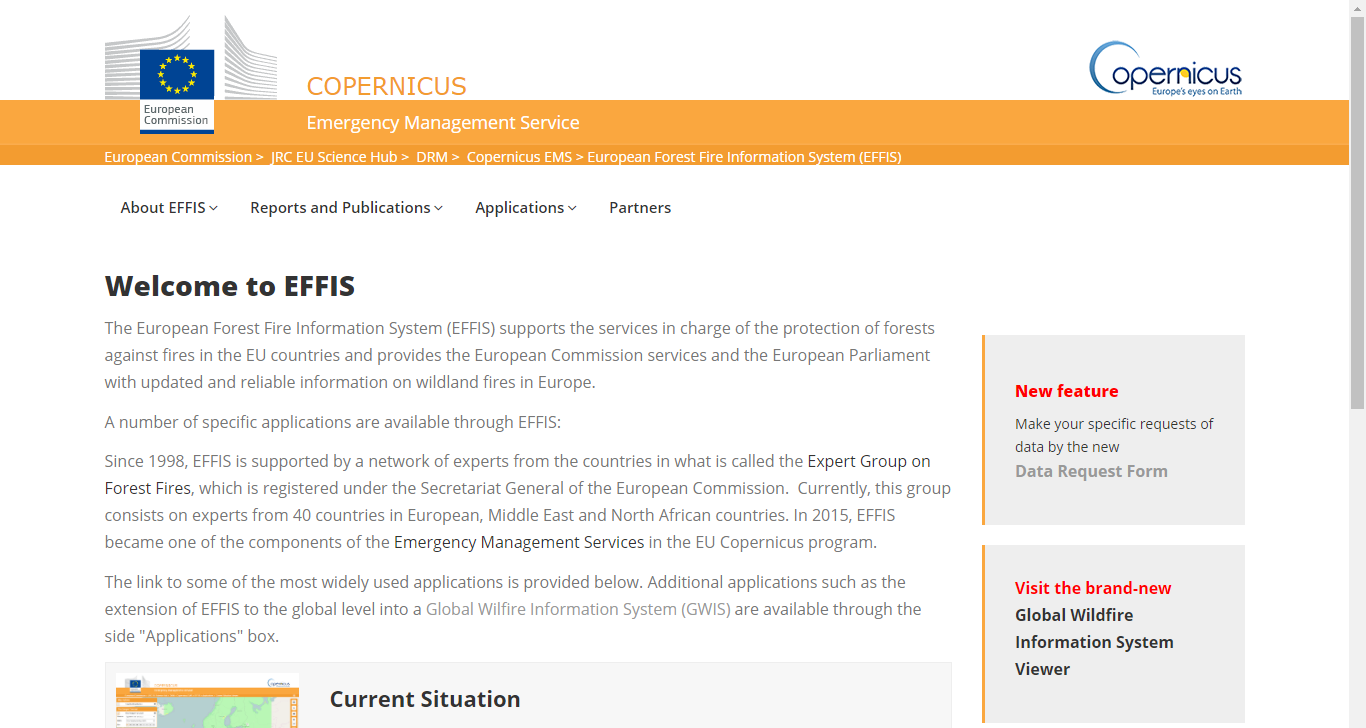 European
Commission
COPERNICUS
Emergency Management Service
Copernicus
Europe's eyes on Earth
European Commission > JRC EU Science Hub > DRM > Copernicus EMS > European Forest Fire Information System (EFFIS)
About EFFIS
Reports and Publications
Applications
Partners
Welcome to EFFIS
The European Forest Fire Information System (EFFIS) supports the services in charge of the protection of forests
against fires in the EU countries and provides the European Commission services and the European Parliament
with updated and reliable information on wildland fires in Europe.
A number of specific applications are available through EFFIS:
Since 1998, EFFIS is supported by a network of experts from the countries in what is called the Expert Group on
Forest Fires, which is registered under the Secretariat General of the European Commission.  Currently, this group
consists on experts from 40 countries in European, Middle East and North African countries. In 2015, EFFIS
became one of the components of the Emergency Management Services in the EU Copernicus program.
The link to some of the most widely used applications is provided below. Additional applications such as the
extension of EFFIS to the global level into a Global Wilfire Information System (GWIS) are available through the
side "Applications" box.
Current Situation
New feature
Make your specific requests of
data by the new
Data Request Form
Visit the brand-new
Global Wildfire
Information System
Viewer